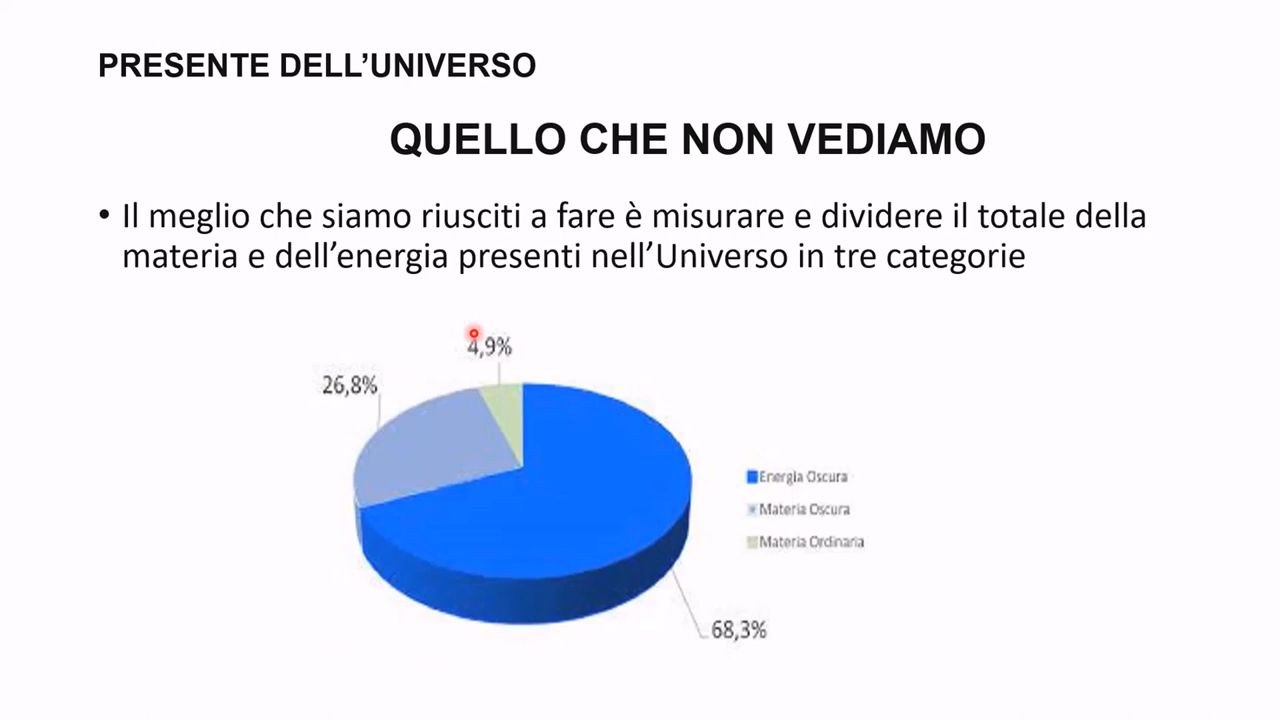 PRESENTE DELL’UNIVERSO
QUELLO CHE NON VEDIAMO
• Il meglio che siamo riusciti a fare è misurare e dividere il totale della
materia e dell’energia presenti nell’Universo in tre categorie
4,9%
26,8%
Energia Oscura
Materia Oscura
Materia Ordinaria
68,3%